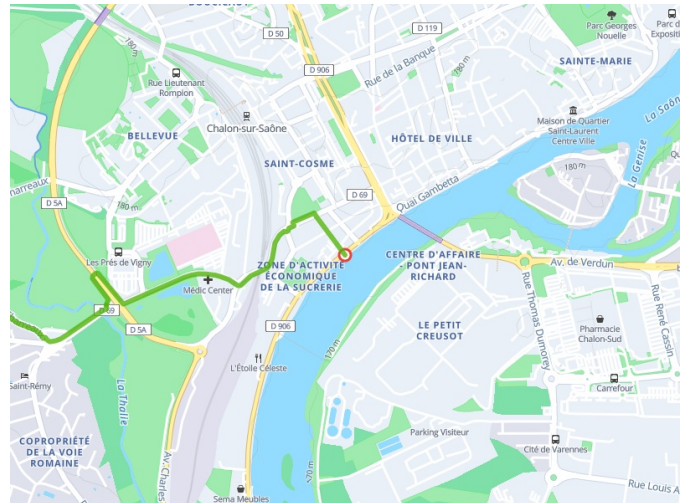 D 50
D 119
Parc Georges
Nouelle
D 906
180 m
Rue de la Banque
SAINTE-MARIE
Rue Lieutenant
Rompion
BELLEVUE
Chalon-sur-Saône
HÔTEL DE VILLE
Maison de Quartier
Saint-Laurent
Centre Ville
La Saône
La Genise
180 m
SAINT-COSME
D 69
Quai Gambetta
D 5A
180 m
Les Prés de Vigny
Médic Center
ZONE D'ACTIVITÉ
ÉCONOMIQUE
DE LA SUCRERIE
CENTRE D'AFFAIRE
- PONT JEAN-
RICHARD
Av. de Verdun
D 69
D 5A
D 906
Rue Thomas Dumorey
Rue René Cassin
LE PETIT
CREUSOT
Pharmacie
Chalon-Sud
170 m
L'Étoile Céleste
Saint-Rémy
La Thalie
Carrefour
COPROPRIÉTÉ
DE LA VOIE
ROMAINE
Av. Charles
Parking Visiteur
Cité de Varennes
170 m
Sema Meubles
Rue Louis A